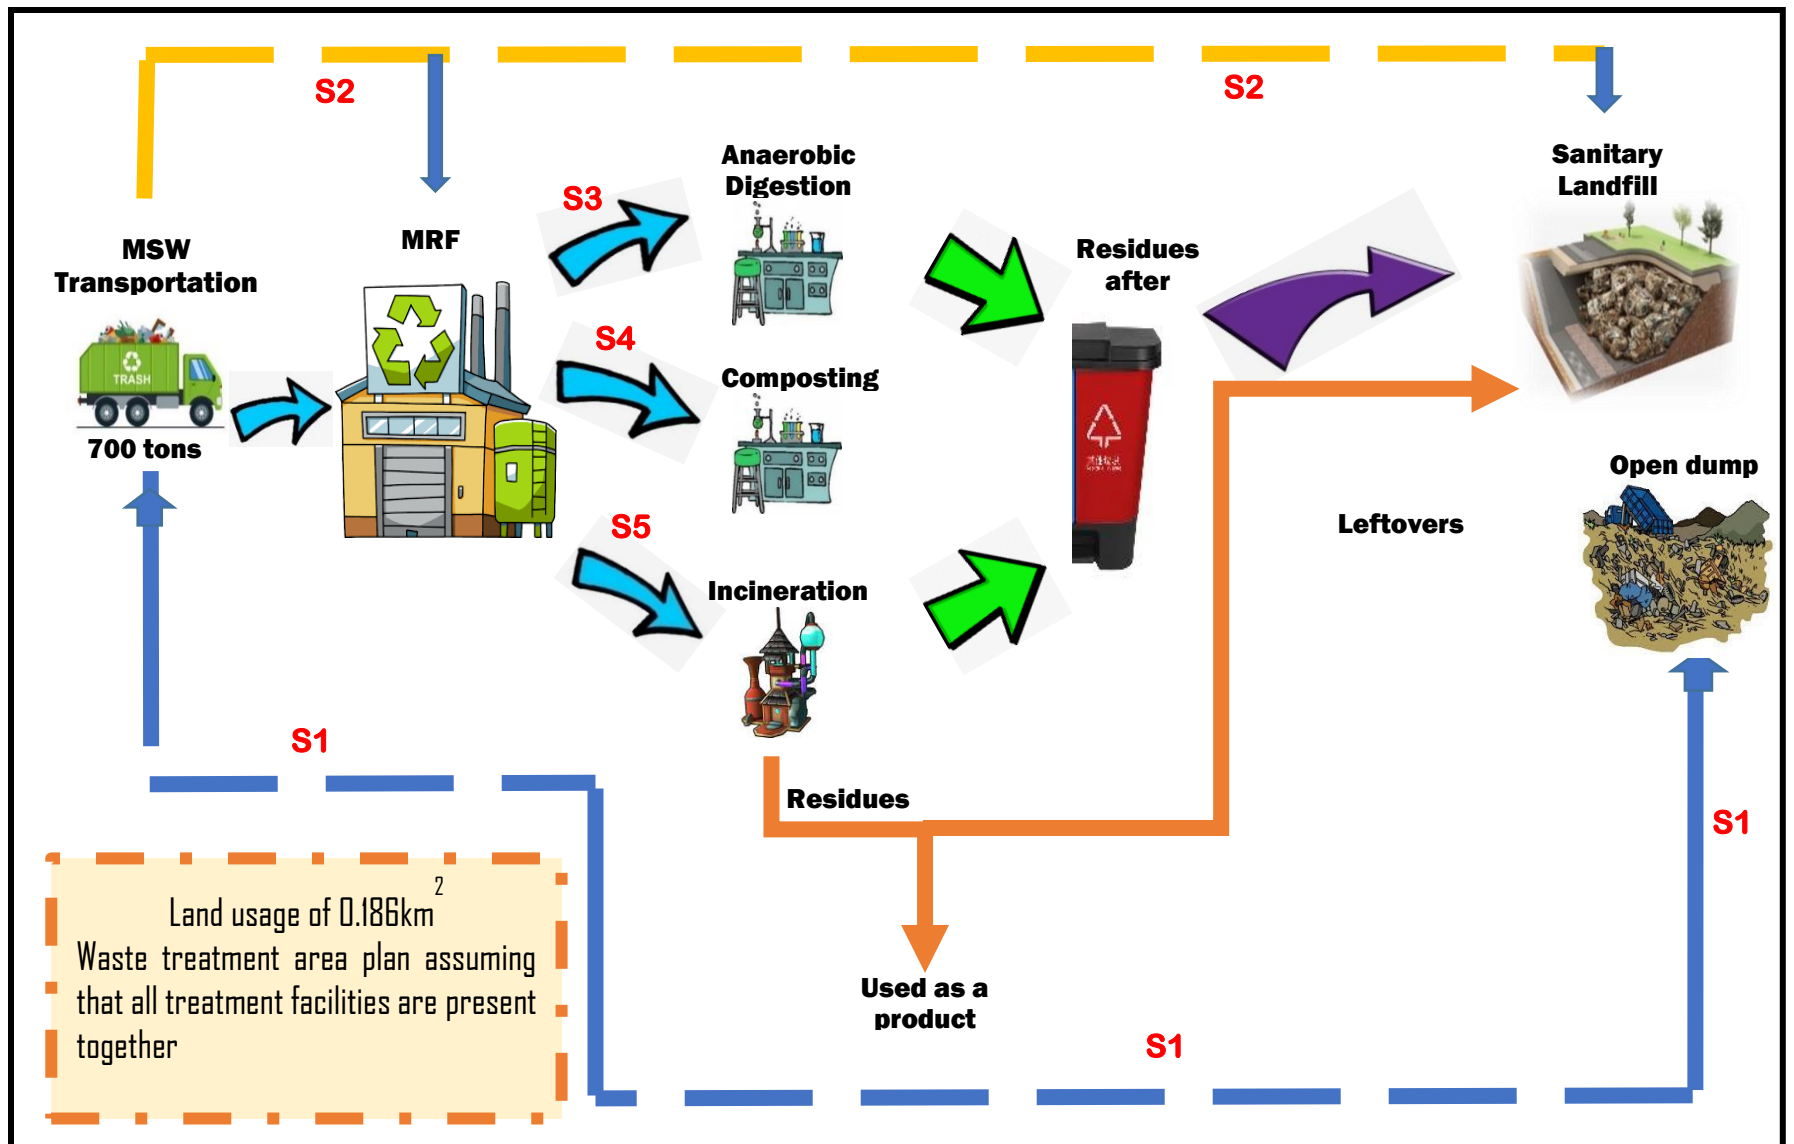 S2
S2
Anaerobic
Digestion
Sanitary
Landfill
S3
MSW
Transportation
MRF
Residues
after
TRASH
700 tons
S4
Composting
Open dump
Leftovers
S5
Incineration
S1
Residues
S1
Land usage of 0.186km2
Waste treatment area plan assuming
that all treatment facilities are present
together
Used as a
product
S1